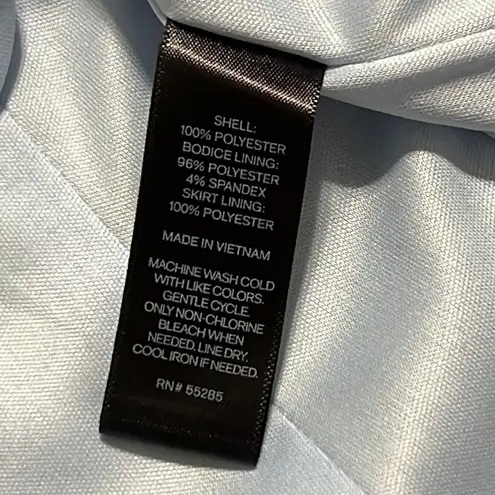 SHELL:
100% POLYESTER
BODICE LINING:
96% POLYESTER
4% SPANDEX
SKIRT LINING:
100% POLYESTER
MADE IN VIETNAM
MACHINE WASH COLD
WITH LIKE COLORS.
GENTLE CYCLE.
ONLY NON-CHLORINE
BLEACH WHEN
NEEDED. LINE DRY.
COOL IRON IF NEEDED.
RN# 55285